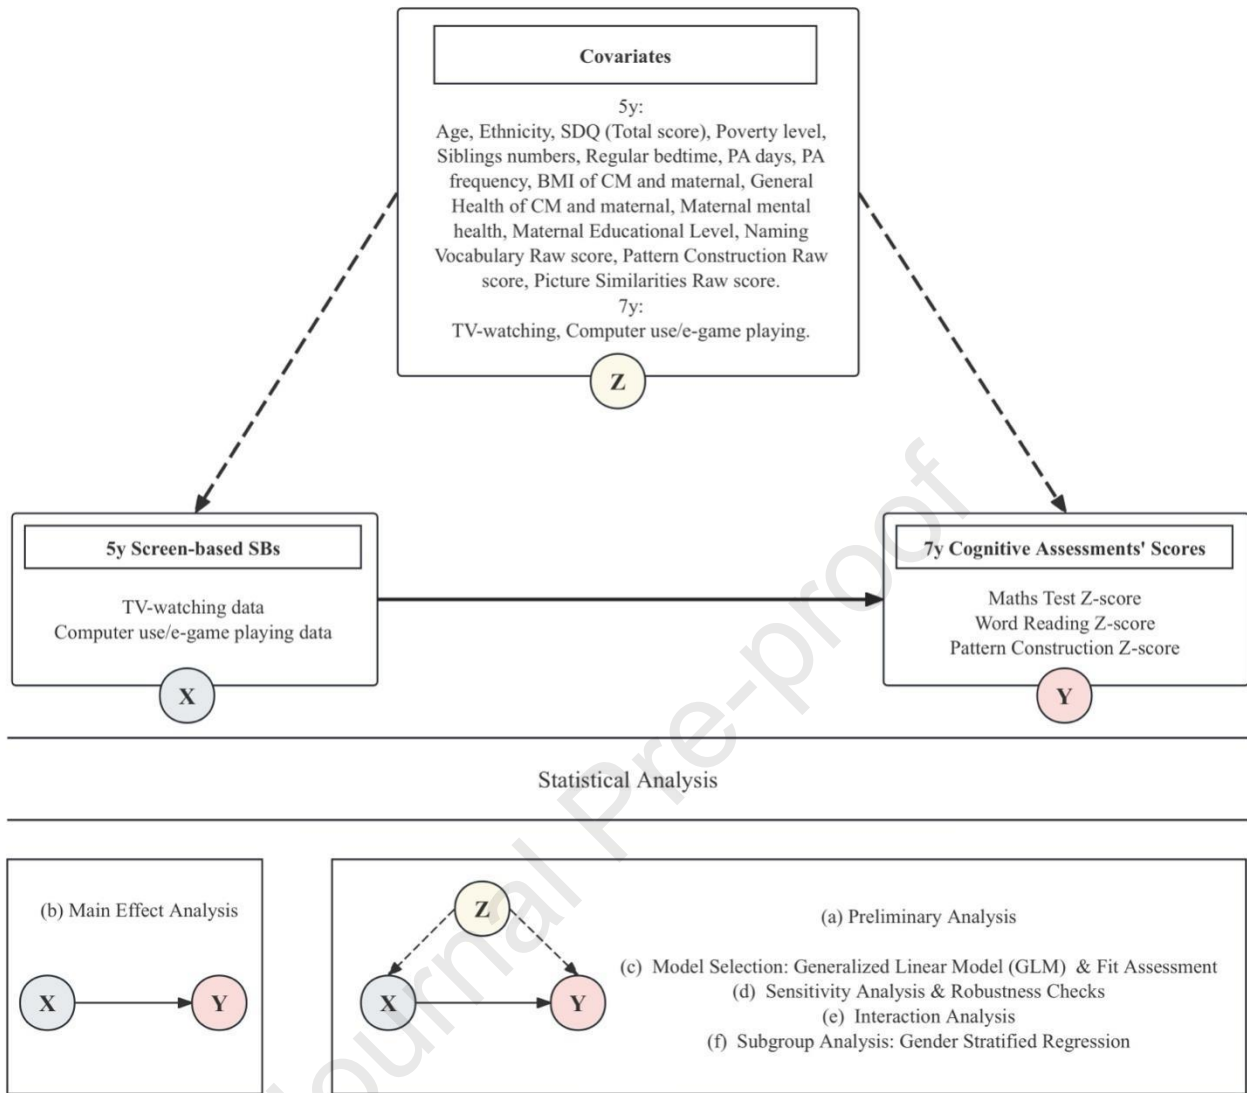 Covariates
5y:
Age, Ethnicity, SDQ (Total score), Poverty level,
Siblings numbers, Regular bedtime, PA days, PA
frequency, BMI of CM and maternal, General
Health of CM and maternal, Maternal mental
health, Maternal Educational Level, Naming
Vocabulary Raw score, Pattern Construction Raw
score, Picture Similarities Raw score.
7y:
TV-watching, Computer use/e-game playing.
Z
5y Screen-based SBs
TV-watching data
Computer use/e-game playing data
X
7y Cognitive Assessments' Scores
Maths Test Z-score
Word Reading Z-score
Pattern Construction Z-score
Y
Statistical Analysis
(b) Main Effect Analysis
X
Y
Z
X
Y
(a) Preliminary Analysis
(c) Model Selection: Generalized Linear Model (GLM) & Fit Assessment
(d) Sensitivity Analysis & Robustness Checks
(e) Interaction Analysis
(f) Subgroup Analysis: Gender Stratified Regression
Journal Pre-proof